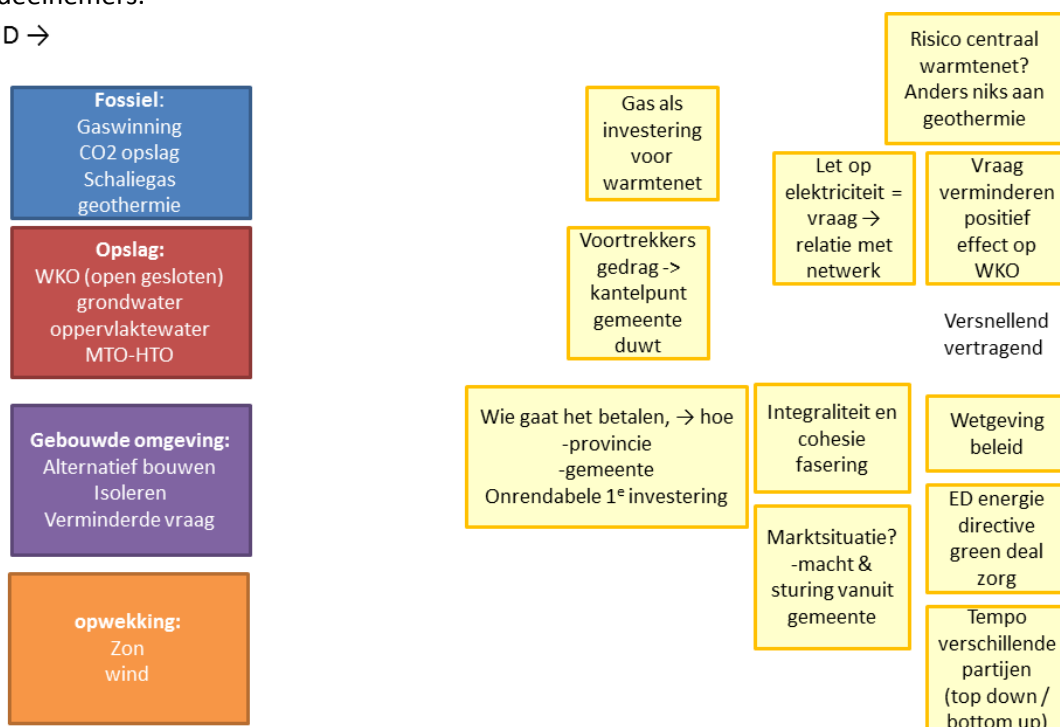 deelnemers.
D →
Fossiel:
Gaswinning
CO2 opslag
Schaliegas
geothermie
Opslag:
WKO (open gesloten)
grondwater
oppervlaktewater
MTO-HTO
Gebouwde omgeving:
Alternatief bouwen
Isoleren
Verminderde vraag
opwekking:
Zon
wind
Gas als
investering
voor
warmtenet
Voortrekkers
gedrag ->
kantelpunt
gemeente
duwt
Wie gaat het betalen, → hoe
-provincie
-gemeente
Onrendabele 1e investering
Risico centraal
warmtenet?
Anders niks aan
geothermie
Let op
elektriciteit =
vraag →
relatie met
netwerk
Vraag
verminderen
positief
effect op
WKO
Versnellend
vertragend
Integraliteit en
cohesie
fasering
Wetgeving
beleid
Marktsituatie?
-macht &
sturing vanuit
gemeente
ED energie
directive
green deal
zorg
Tempo
verschillende
partijen
(top down /
bottom up)